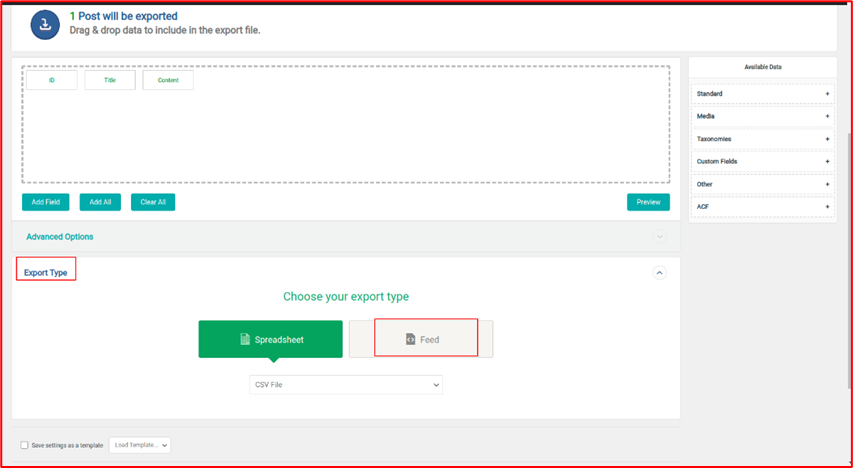 1 Post will be exported
Drag & drop data to include in the export file.
ID
Title
Content
Add Field
Add All
Clear All
Preview
Available Data
Standard +
Media +
Taxonomies +
Custom Fields +
Other +
ACF +
Advanced Options
Export Type
Choose your export type
Spreadsheet
Feed
CSV File
Save settings as a template
Load Template...